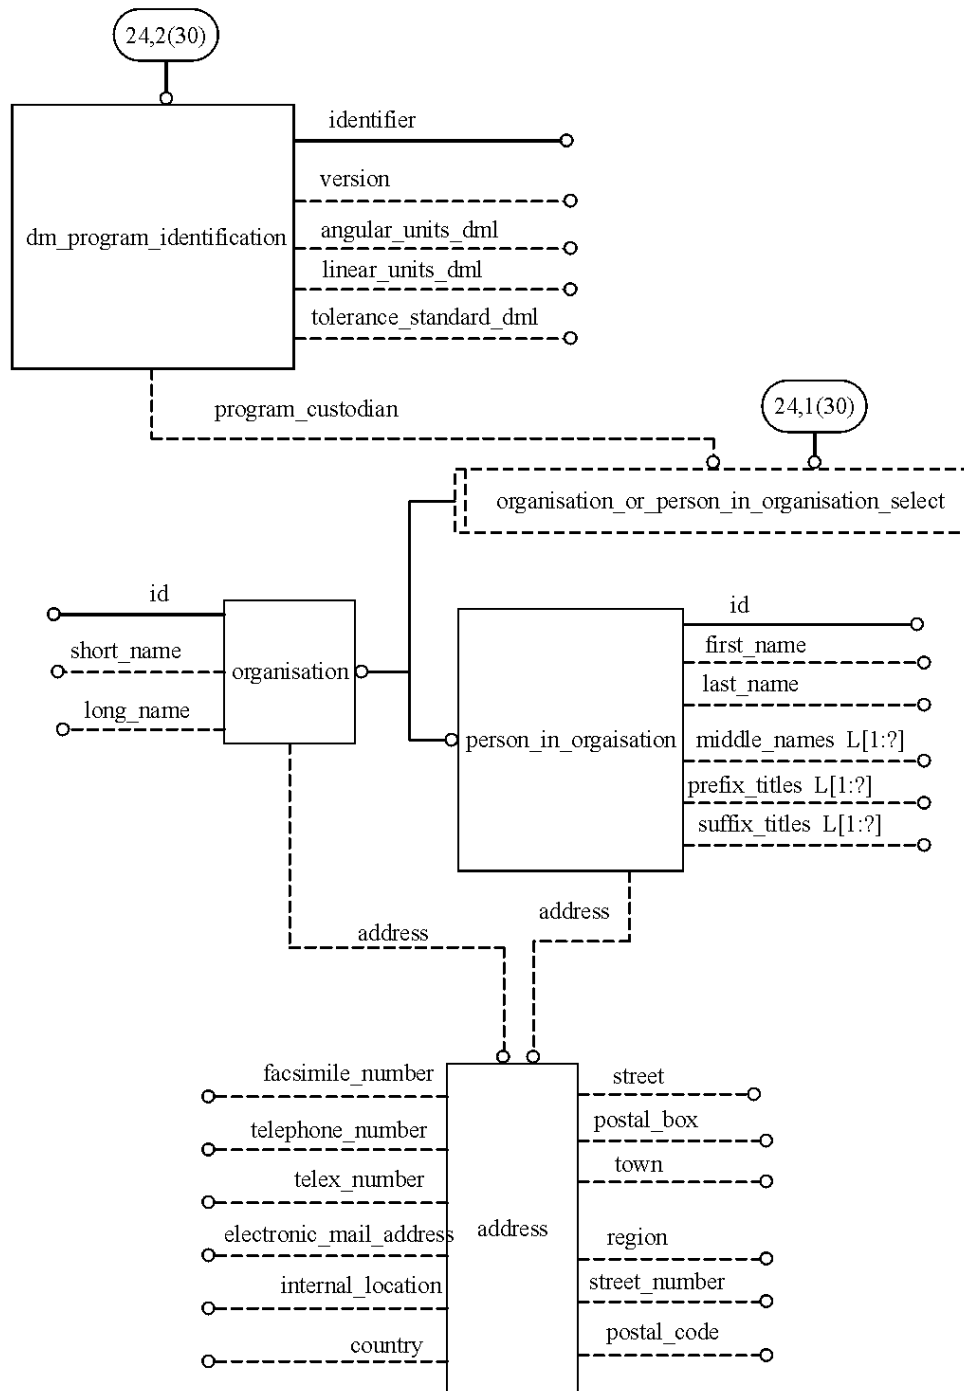 24,2(30)
identifier
version
dm_program_identification
angular_units_dml
linear_units_dml
tolerance_standard_dml
program_custodian
24,1(30)
organisation_or_person_in_organisation_select
id
short_name
organisation
long_name
id
first_name
last_name
person_in_orgaisation
middle_names L[1:?]
prefix_titles L[1:?]
suffix_titles L[1:?]
address
address
facsimile_number
telephone_number
telex_number
electronic_mail_address
internal_location
country
address
street
postal_box
town
region
street_number
postal_code